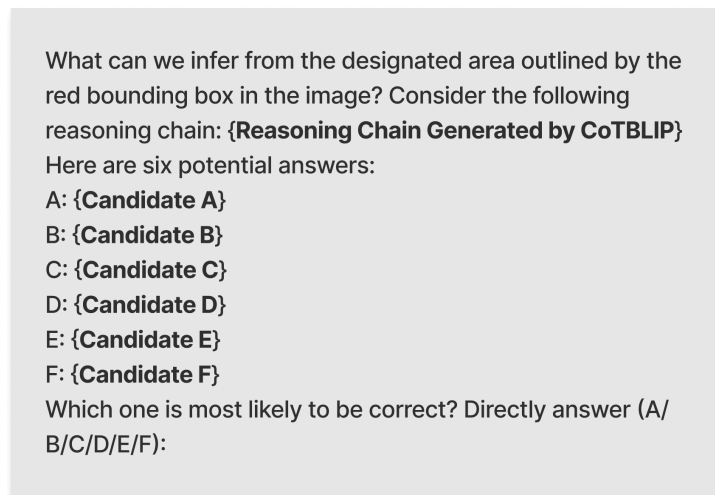 What can we infer from the designated area outlined by the
red bounding box in the image? Consider the following
reasoning chain: {Reasoning Chain Generated by CoTBLIP}
Here are six potential answers:
A: {Candidate A}
B: {Candidate B}
C: {Candidate C}
D: {Candidate D}
E: {Candidate E}
F: {Candidate F}
Which one is most likely to be correct? Directly answer (A/
B/C/D/E/F):